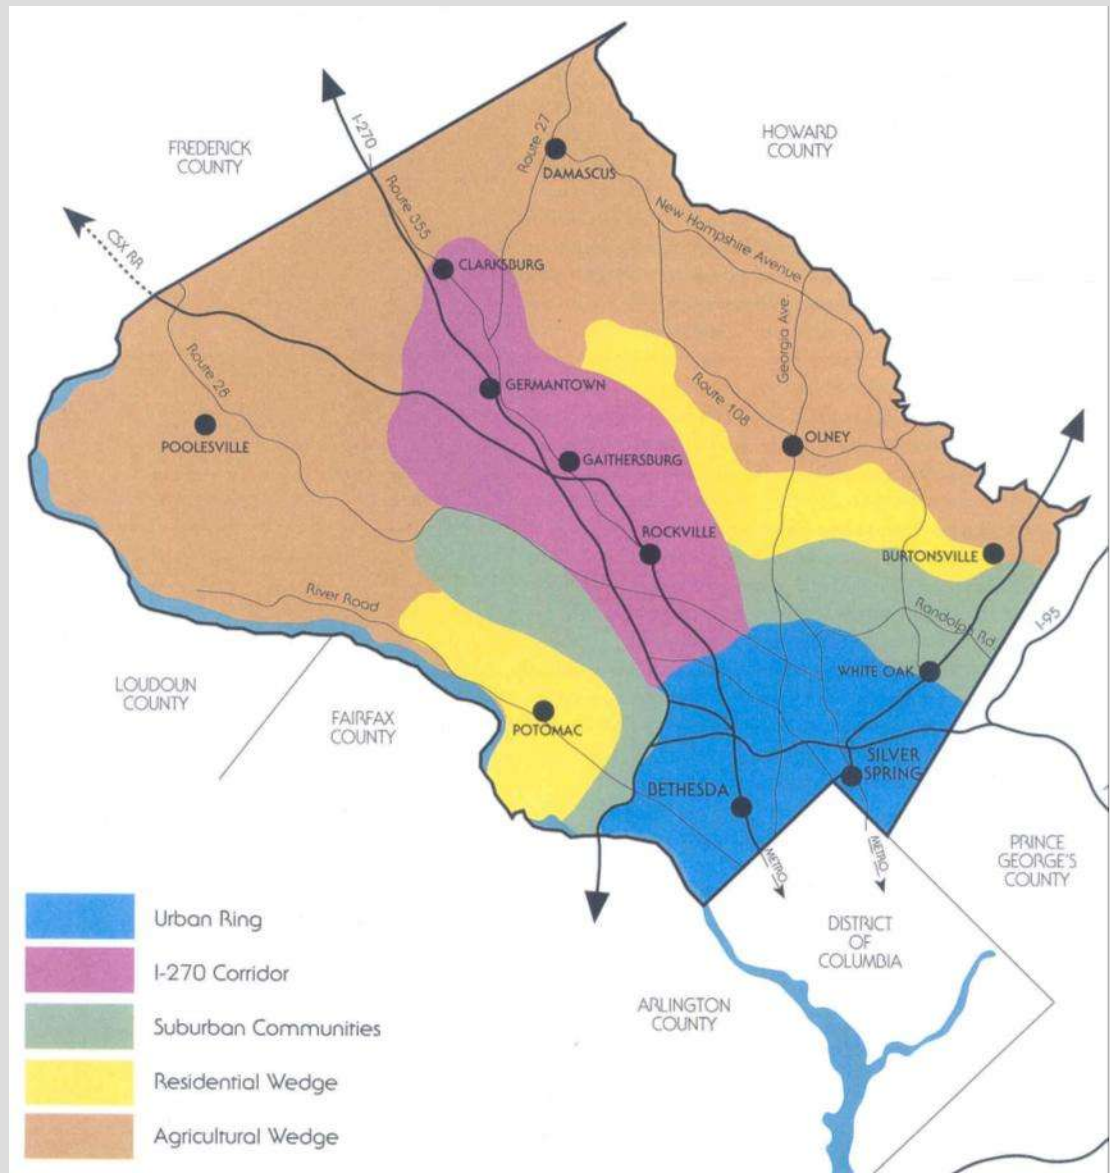 HOWARD
COUNTY
FREDERICK
COUNTY
I-270
Route 27
DAMASCUS
Route 355
New Hampshire Avenue
CSX RR
CLARKSBURG
Georgia Ave.
Route 28
GERMANTOWN
Route 108
POOLESVILLE
OLNEY
GAITHERSBURG
ROCKVILLE
BURTONSVILLE
River Road
Randolph Rd
I-95
WHITE OAK
LOUDOUN
COUNTY
FAIRFAX
COUNTY
POTOMAC
SILVER
SPRING
BETHESDA
METRO
METRO
PRINCE
GEORGE'S
COUNTY
DISTRICT
OF
COLUMBIA
ARLINGTON
COUNTY
Urban Ring
I-270 Corridor
Suburban Communities
Residential Wedge
Agricultural Wedge